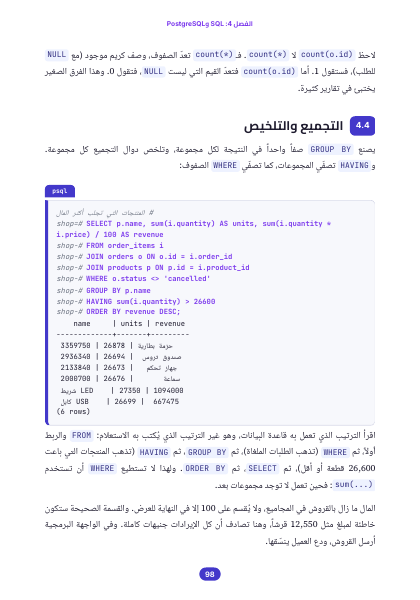 الفصل 4: SQL وPostgreSQL
لاحظ count(o.id) لا count(*). فـ count(*) تعدّ الصفوف، وصف كريم موجود (مع NULL
للطلب)، فستقول 1. أما count(o.id) فتعدّ القيم التي ليست NULL، فتقول 0. وهذا الفرق الصغير
يختبئ في تقارير كثيرة.
4.4 التجميع والتلخيص
يصنع GROUP BY صفاً واحداً في النتيجة لكل مجموعة، وتلخص دوال التجميع كل مجموعة.
و HAVING تصفّي المجموعات، كما تصفّي WHERE الصفوف:
psql
# المنتجات التي تجلب أكثر المال
shop=# SELECT p.name, sum(i.quantity) AS units, sum(i.quantity *
i.price) / 100 AS revenue
shop-# FROM order_items i
shop-# JOIN orders o ON o.id = i.order_id
shop-# JOIN products p ON p.id = i.product_id
shop-# WHERE o.status <> 'cancelled'
shop-# GROUP BY p.name
shop-# HAVING sum(i.quantity) > 26600
shop-# ORDER BY revenue DESC;
name | units | revenue
-------------+-------+---------
حزمة بطارية | 26878 | 3359750
صندوق تروس | 26694 | 2936340
جهاز تحكم | 26673 | 2133840
سماعة | 26676 | 2000700
شريط LED | 27350 | 1094000
كابل USB | 26699 | 667475
(6 rows)
اقرأ الترتيب الذي تعمل به قاعدة البيانات، وهو غير الترتيب الذي يُكتب به الاستعلام: FROM والربط
أولاً، ثم WHERE (تذهب الطلبات الملغاة)، ثم GROUP BY، ثم HAVING (تذهب المنتجات التي باعت
26,600 قطعة أو أقل)، ثم SELECT، ثم ORDER BY. ولهذا لا تستطيع WHERE أن تستخدم
sum(...): فحين تعمل لا توجد مجموعات بعد.
المال ما زال بالقروش في المجاميع، ولا يُقسم على 100 إلا في النهاية للعرض. والقسمة الصحيحة ستكون
خاطئة لمبلغ مثل 12,550 قرشاً، وهنا تصادف أن كل الإيرادات جنيهات كاملة. وفي الواجهة البرمجية
أرسل القروش، ودع العميل ينسّقها.
98